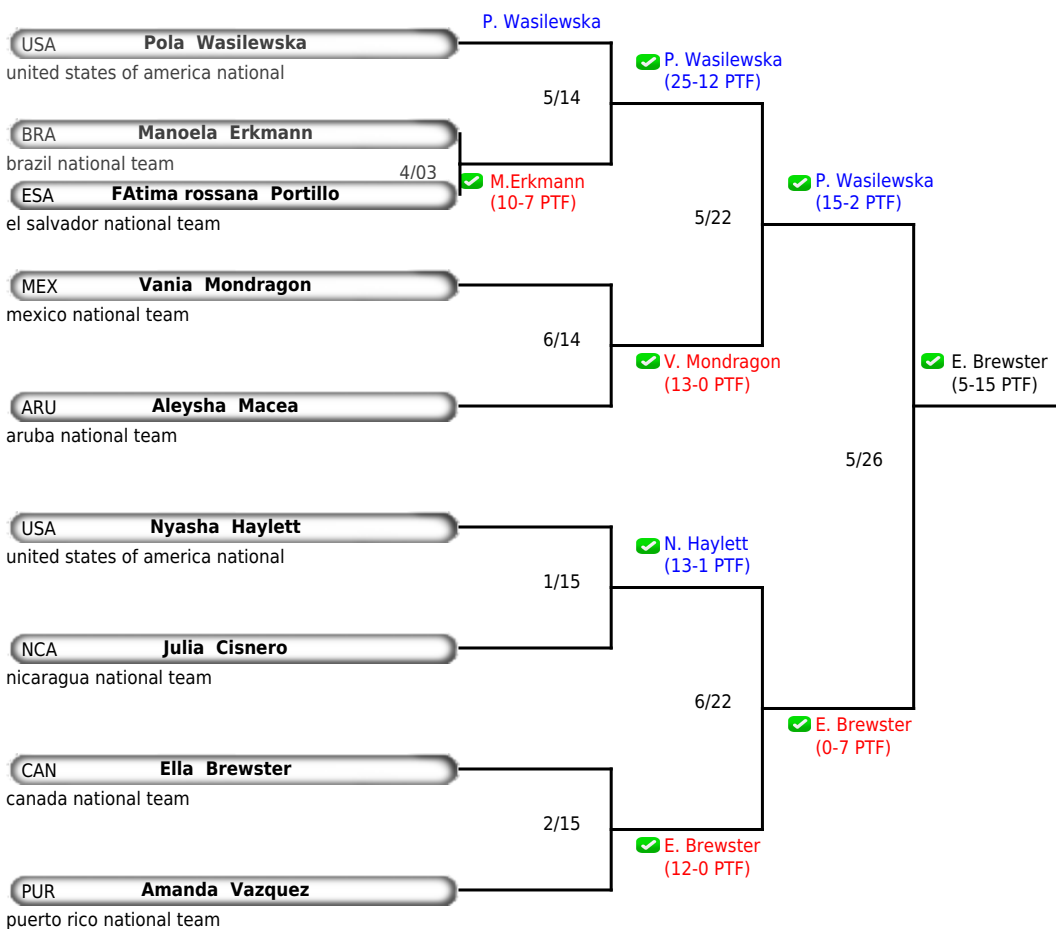 P. Wasilewska
USA Pola Wasilewska
united states of america national
P. Wasilewska
(25-12 PTF)
5/14
BRA Manoela Erkmann
brazil national team
4/03
M.Erkmann
(10-7 PTF)
ESA FAtima rossana Portillo
el salvador national team
P. Wasilewska
(15-2 PTF)
5/22
MEX Vania Mondragon
mexico national team
6/14
V. Mondragon
(13-0 PTF)
E. Brewster
(5-15 PTF)
ARU Aleysha Macea
aruba national team
5/26
USA Nyasha Haylett
united states of america national
N. Haylett
(13-1 PTF)
1/15
NCA Julia Cisnero
nicaragua national team
6/22
E. Brewster
(0-7 PTF)
CAN Ella Brewster
canada national team
2/15
E. Brewster
(12-0 PTF)
PUR Amanda Vazquez
puerto rico national team